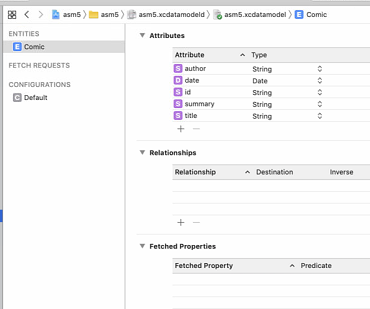 asm5 asm5 asm5.xcdatamodeld asm5.xcdatamodel E Comic
ENTITIES
E Comic
FETCH REQUESTS
CONFIGURATIONS
C Default
Attributes
Attribute Type
S author String
D date Date
S id String
S summary String
S title String
+ −
Relationships
Relationship Destination Inverse
+ −
Fetched Properties
Fetched Property Predicate